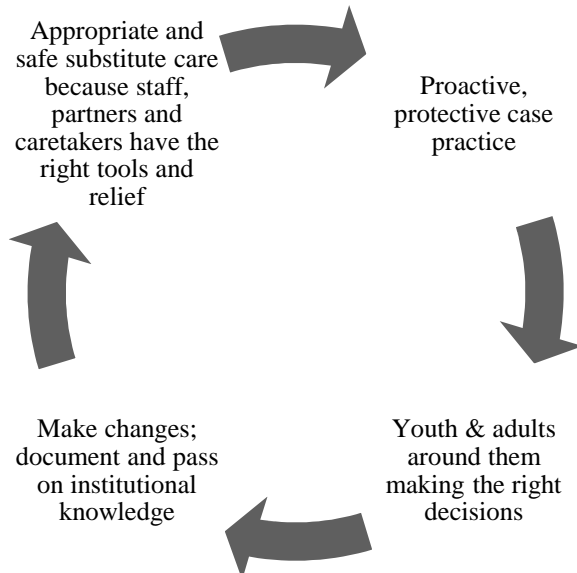 Appropriate and
safe substitute care
because staff,
partners and
caretakers have the
right tools and
relief
Proactive,
protective case
practice
Youth & adults
around them
making the right
decisions
Make changes;
document and pass
on institutional
knowledge